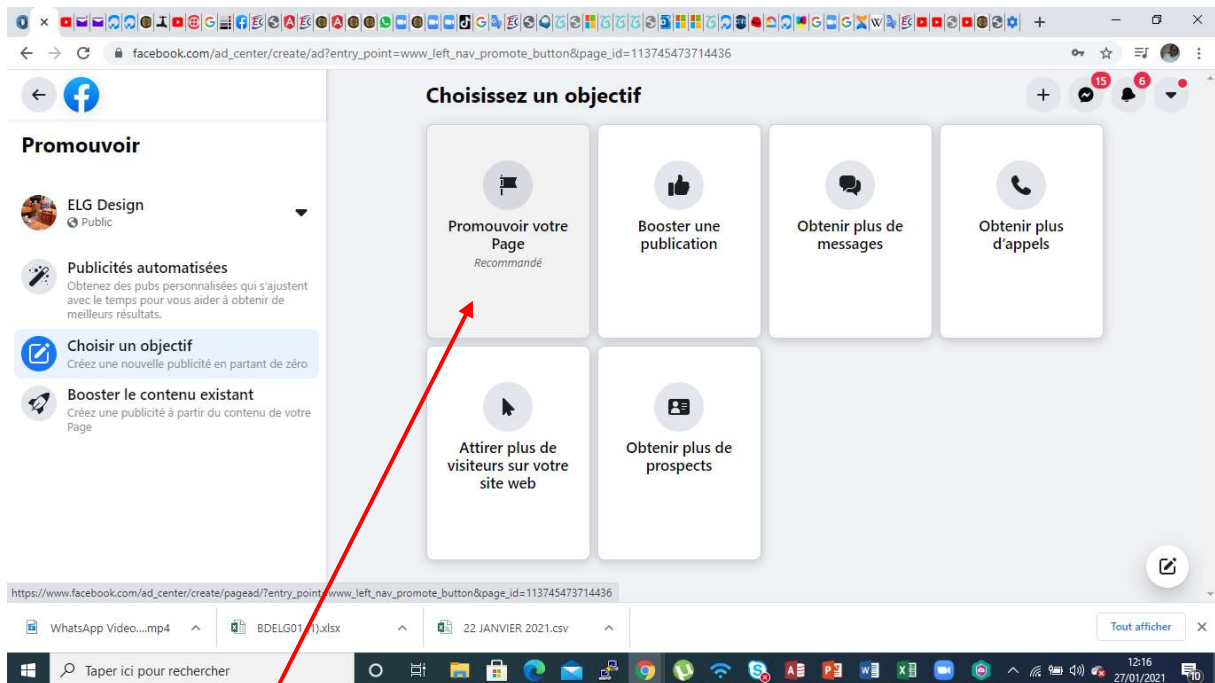 facebook.com/ad_center/create/ad?entry_point=www_left_nav_promote_button&page_id=113745473714436
Promouvoir
ELG Design
Public
Publicités automatisées
Obtenez des pubs personnalisées qui s'ajustent
avec le temps pour vous aider à obtenir de
meilleurs résultats.
Choisir un objectif
Créez une nouvelle publicité en partant de zéro
Booster le contenu existant
Créez une publicité à partir du contenu de votre
Page
Choisissez un objectif
15
6
Promouvoir votre
Page
Recommandé
Booster une
publication
Obtenir plus de
messages
Obtenir plus
d'appels
Attirer plus de
visiteurs sur votre
site web
Obtenir plus de
prospects
https://www.facebook.com/ad_center/create/pagead/?entry_point=www_left_nav_promote_button&page_id=113745473714436
WhatsApp Video....mp4
BDELG01 (1).xlsx
22 JANVIER 2021.csv
Tout afficher
Taper ici pour rechercher
12:16
27/01/2021
10